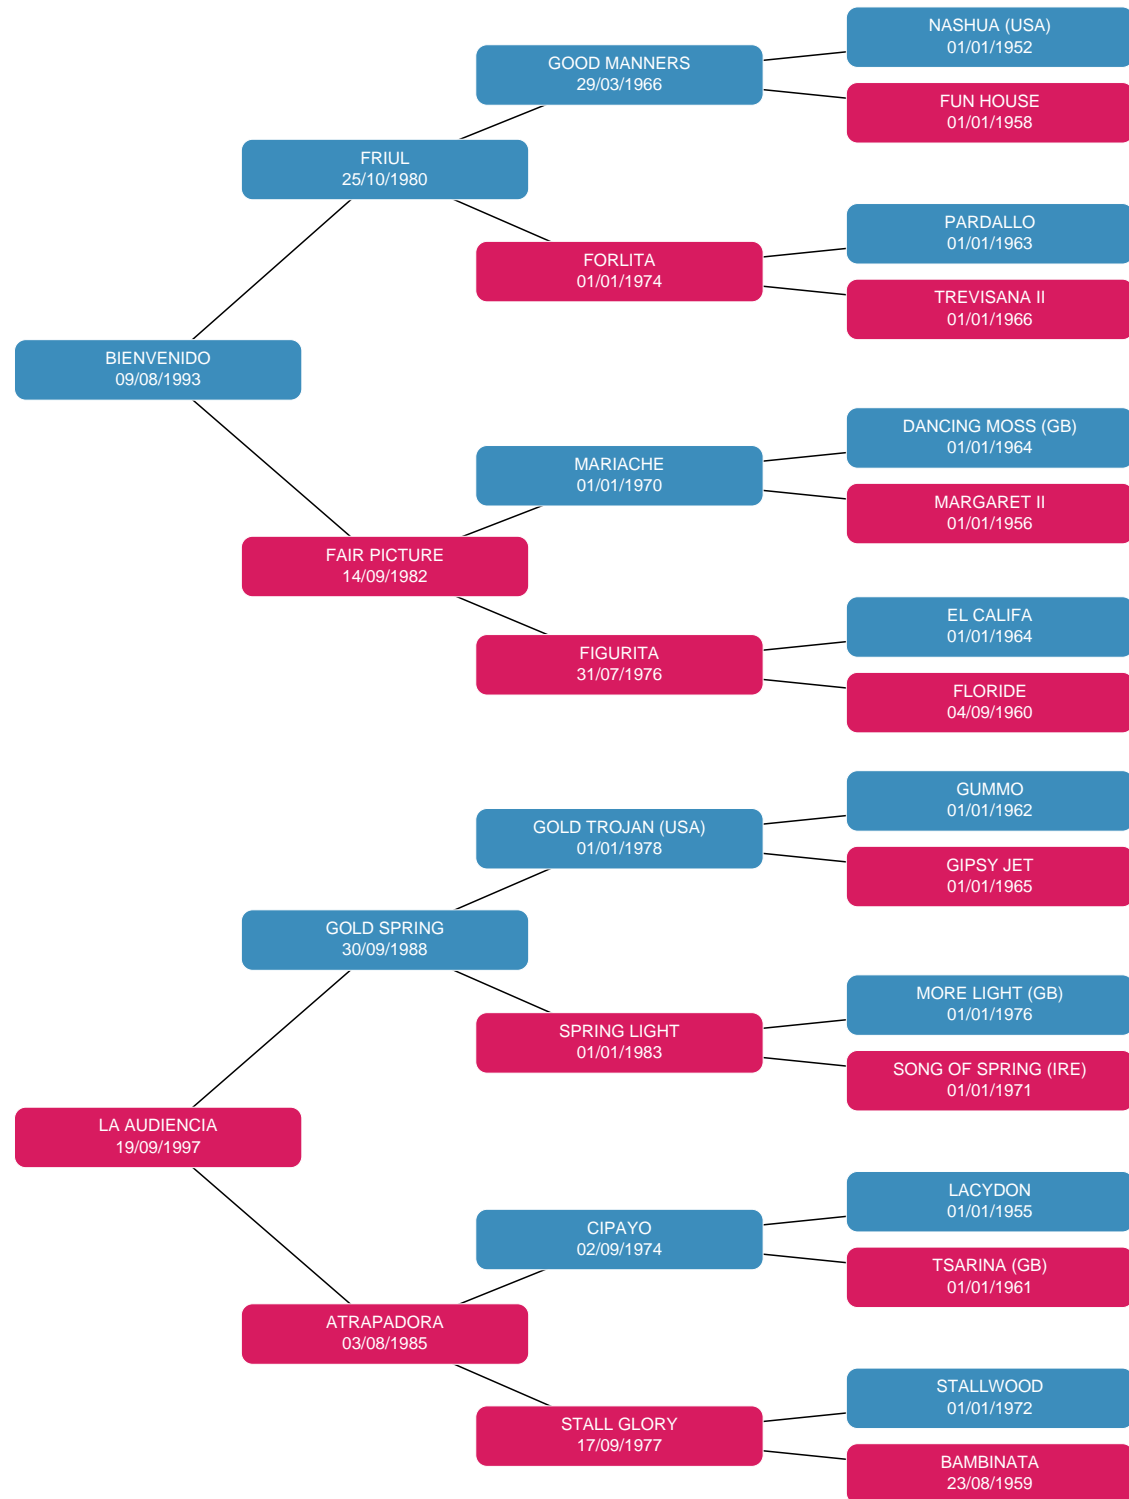 NASHUA (USA)
01/01/1952
GOOD MANNERS
29/03/1966
FUN HOUSE
01/01/1958
FRIUL
25/10/1980
PARDALLO
01/01/1963
FORLITA
01/01/1974
TREVISANA II
01/01/1966
BIENVENIDO
09/08/1993
DANCING MOSS (GB)
01/01/1964
MARIACHE
01/01/1970
MARGARET II
01/01/1956
FAIR PICTURE
14/09/1982
EL CALIFA
01/01/1964
FIGURITA
31/07/1976
FLORIDE
04/09/1960
GUMMO
01/01/1962
GOLD TROJAN (USA)
01/01/1978
GIPSY JET
01/01/1965
GOLD SPRING
30/09/1988
MORE LIGHT (GB)
01/01/1976
SPRING LIGHT
01/01/1983
SONG OF SPRING (IRE)
01/01/1971
LA AUDIENCIA
19/09/1997
LACYDON
01/01/1955
CIPAYO
02/09/1974
TSARINA (GB)
01/01/1961
ATRAPADORA
03/08/1985
STALLWOOD
01/01/1972
STALL GLORY
17/09/1977
BAMBINATA
23/08/1959